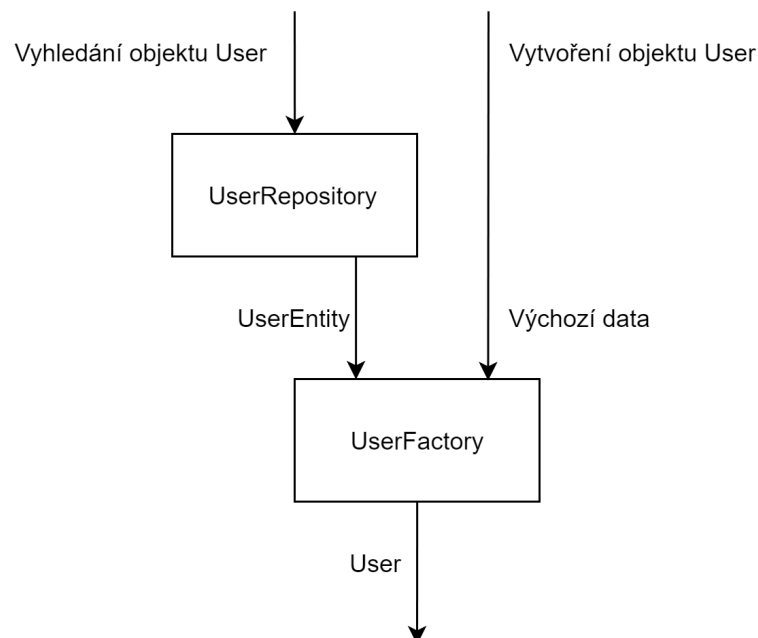 Vyhledání objektu User
Vytvoření objektu User
UserRepository
UserEntity
Výchozí data
UserFactory
User